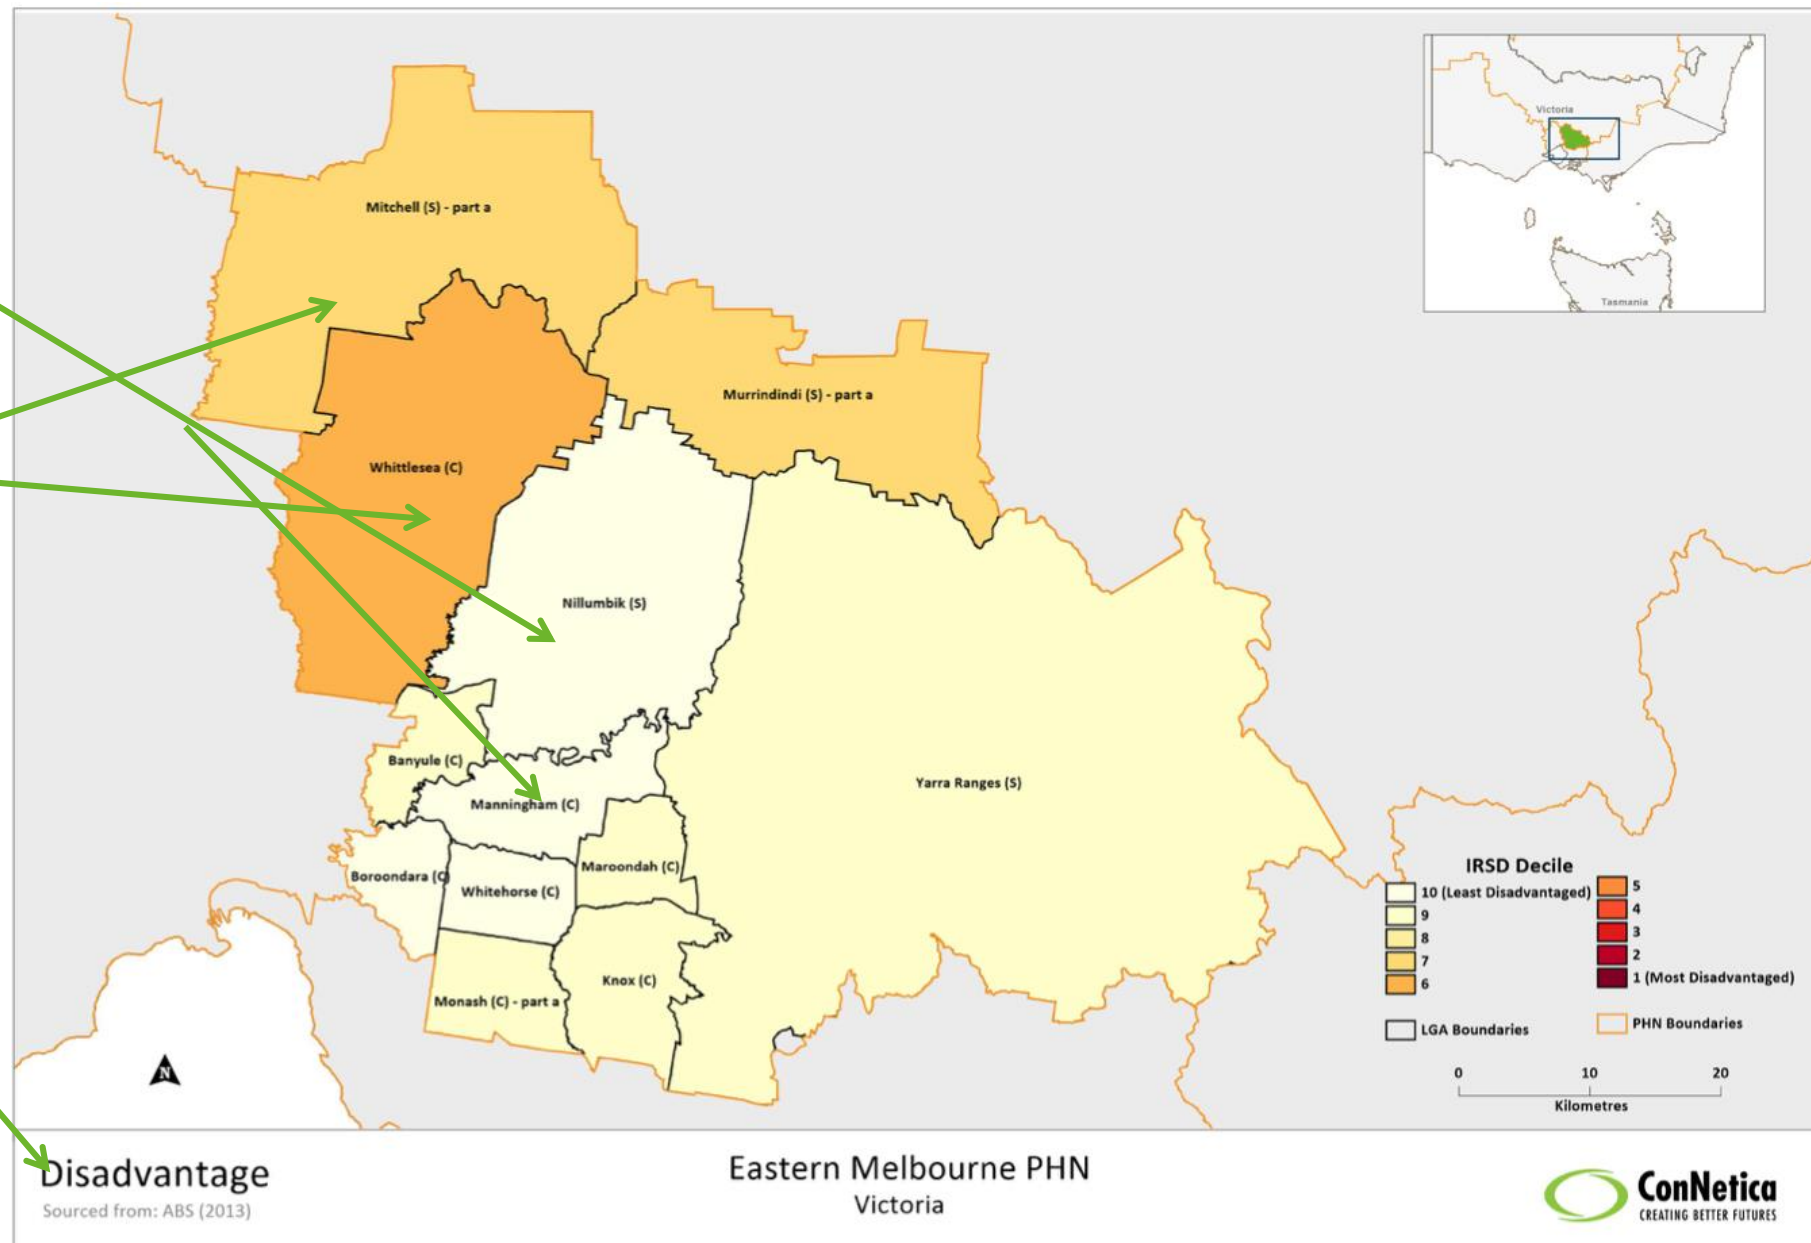 Victoria
Tasmania
Mitchell (S) - part a
Murrindindi (S) - part a
Whittlesea (C)
Nillumbik (S)
Banyule (C)
Yarra Ranges (S)
Manningham (C)
Maroondah (C)
Boroondara (C)
Whitehorse (C)
Knox (C)
Monash (C) - part a
IRSD Decile
10 (Least Disadvantaged)
9
8
7
6
5
4
3
2
1 (Most Disadvantaged)
LGA Boundaries
PHN Boundaries
0 10 20
Kilometres
N
Disadvantage
Sourced from: ABS (2013)
Eastern Melbourne PHN
Victoria
ConNetica
CREATING BETTER FUTURES